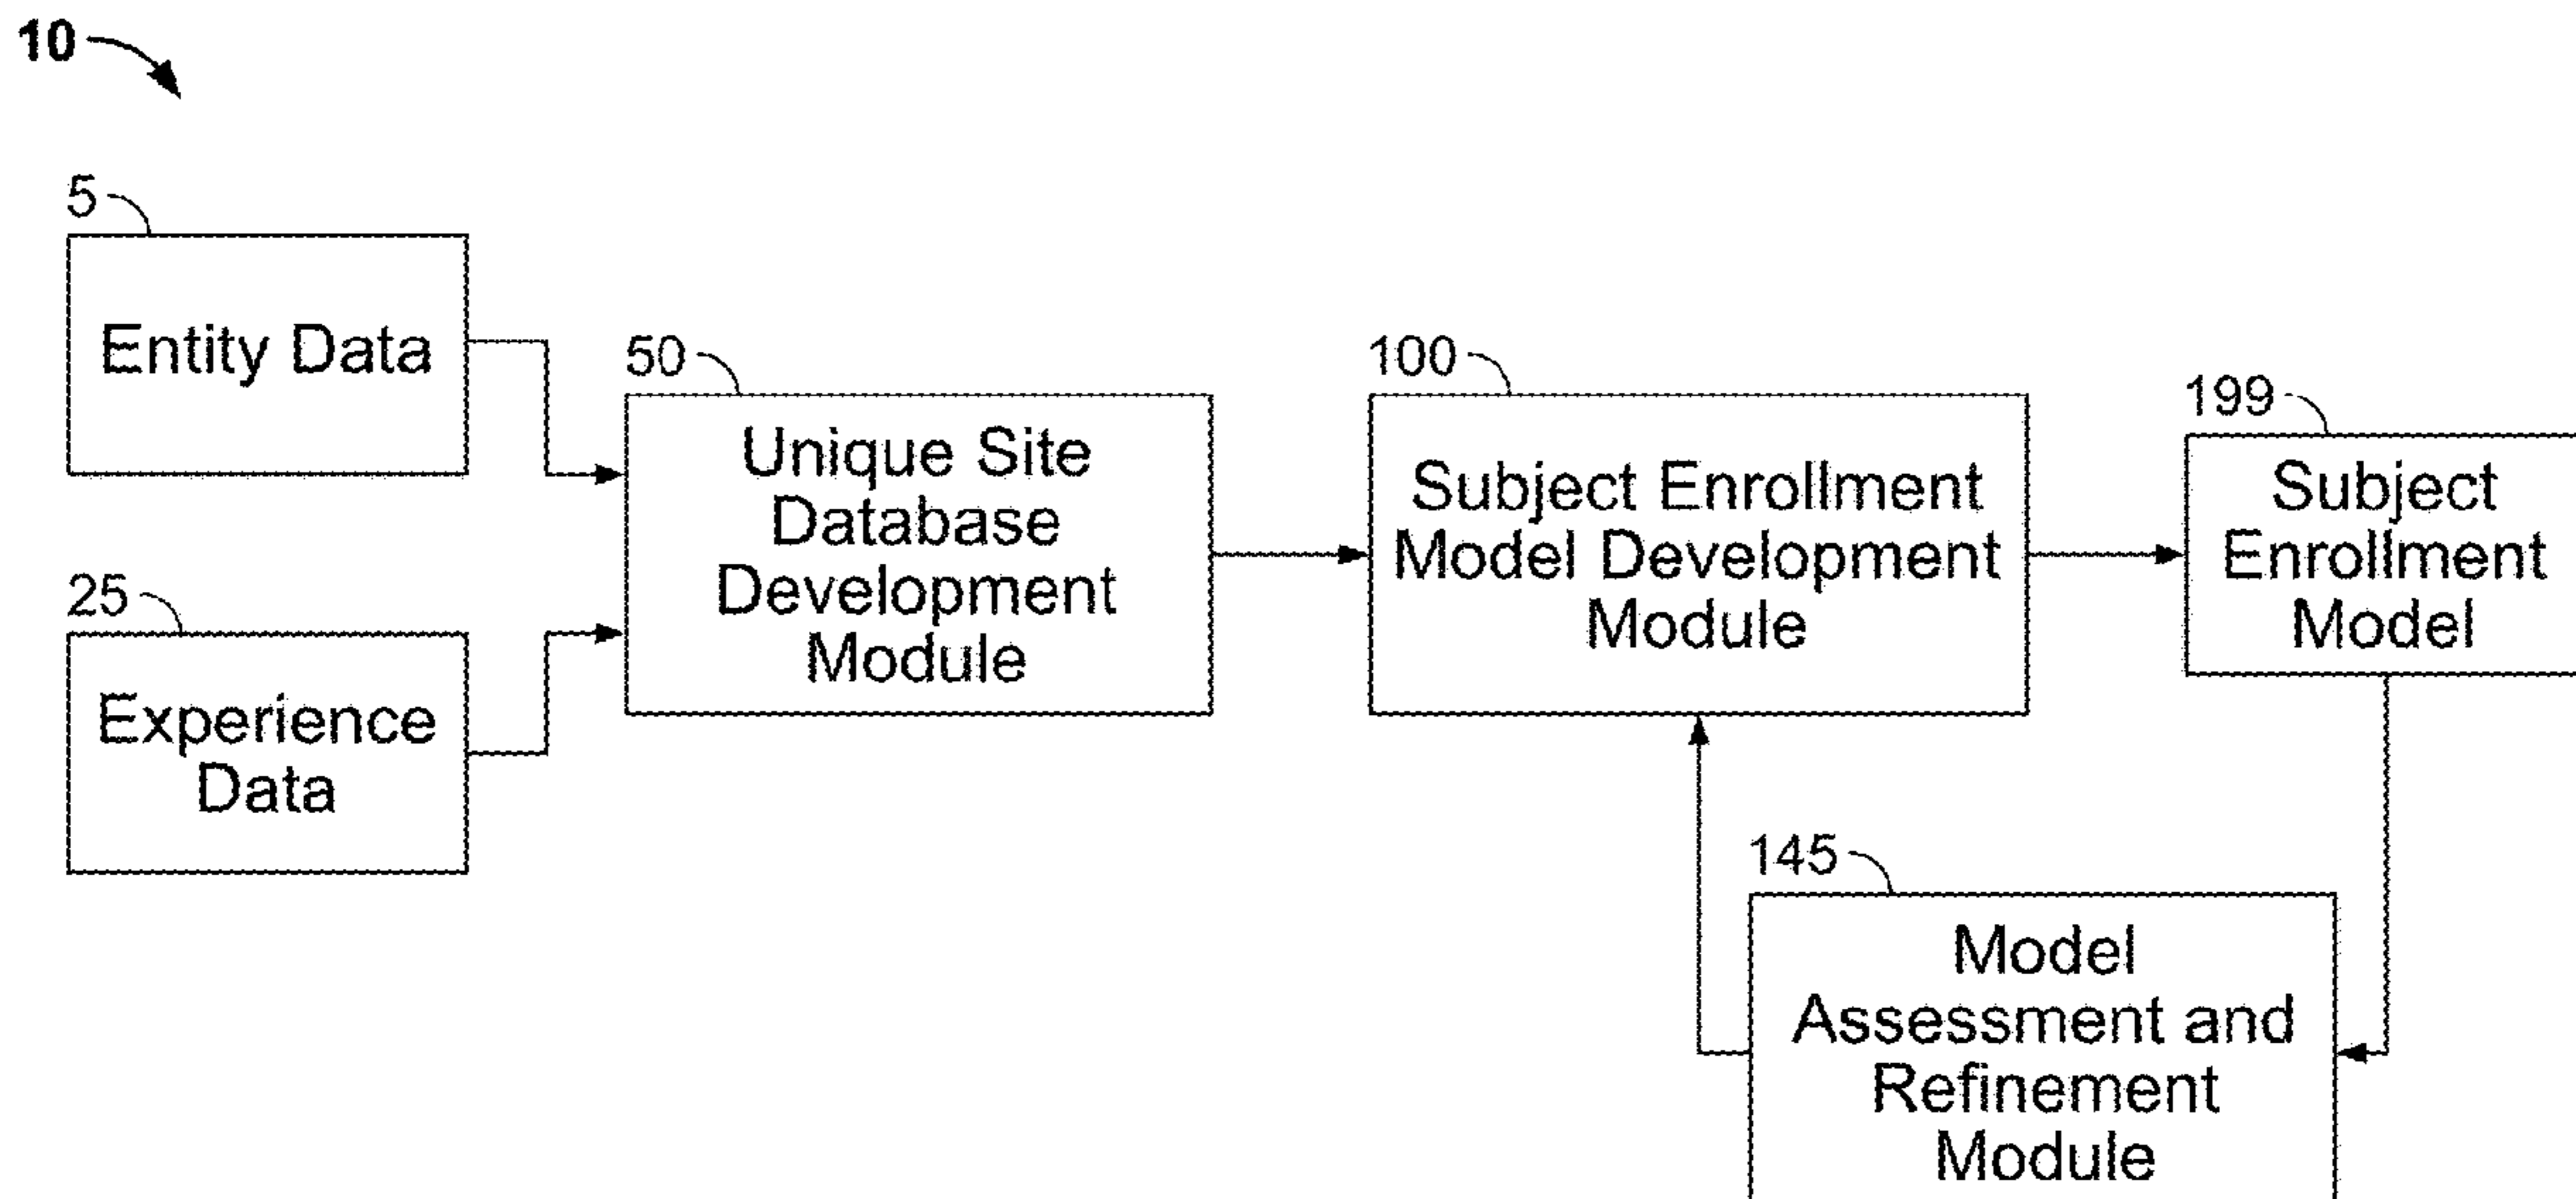 10
5
Entity Data
25
Experience
Data
50
Unique Site
Database
Development
Module
100
Subject Enrollment
Model Development
Module
199
Subject
Enrollment
Model
145
Model
Assessment and
Refinement
Module